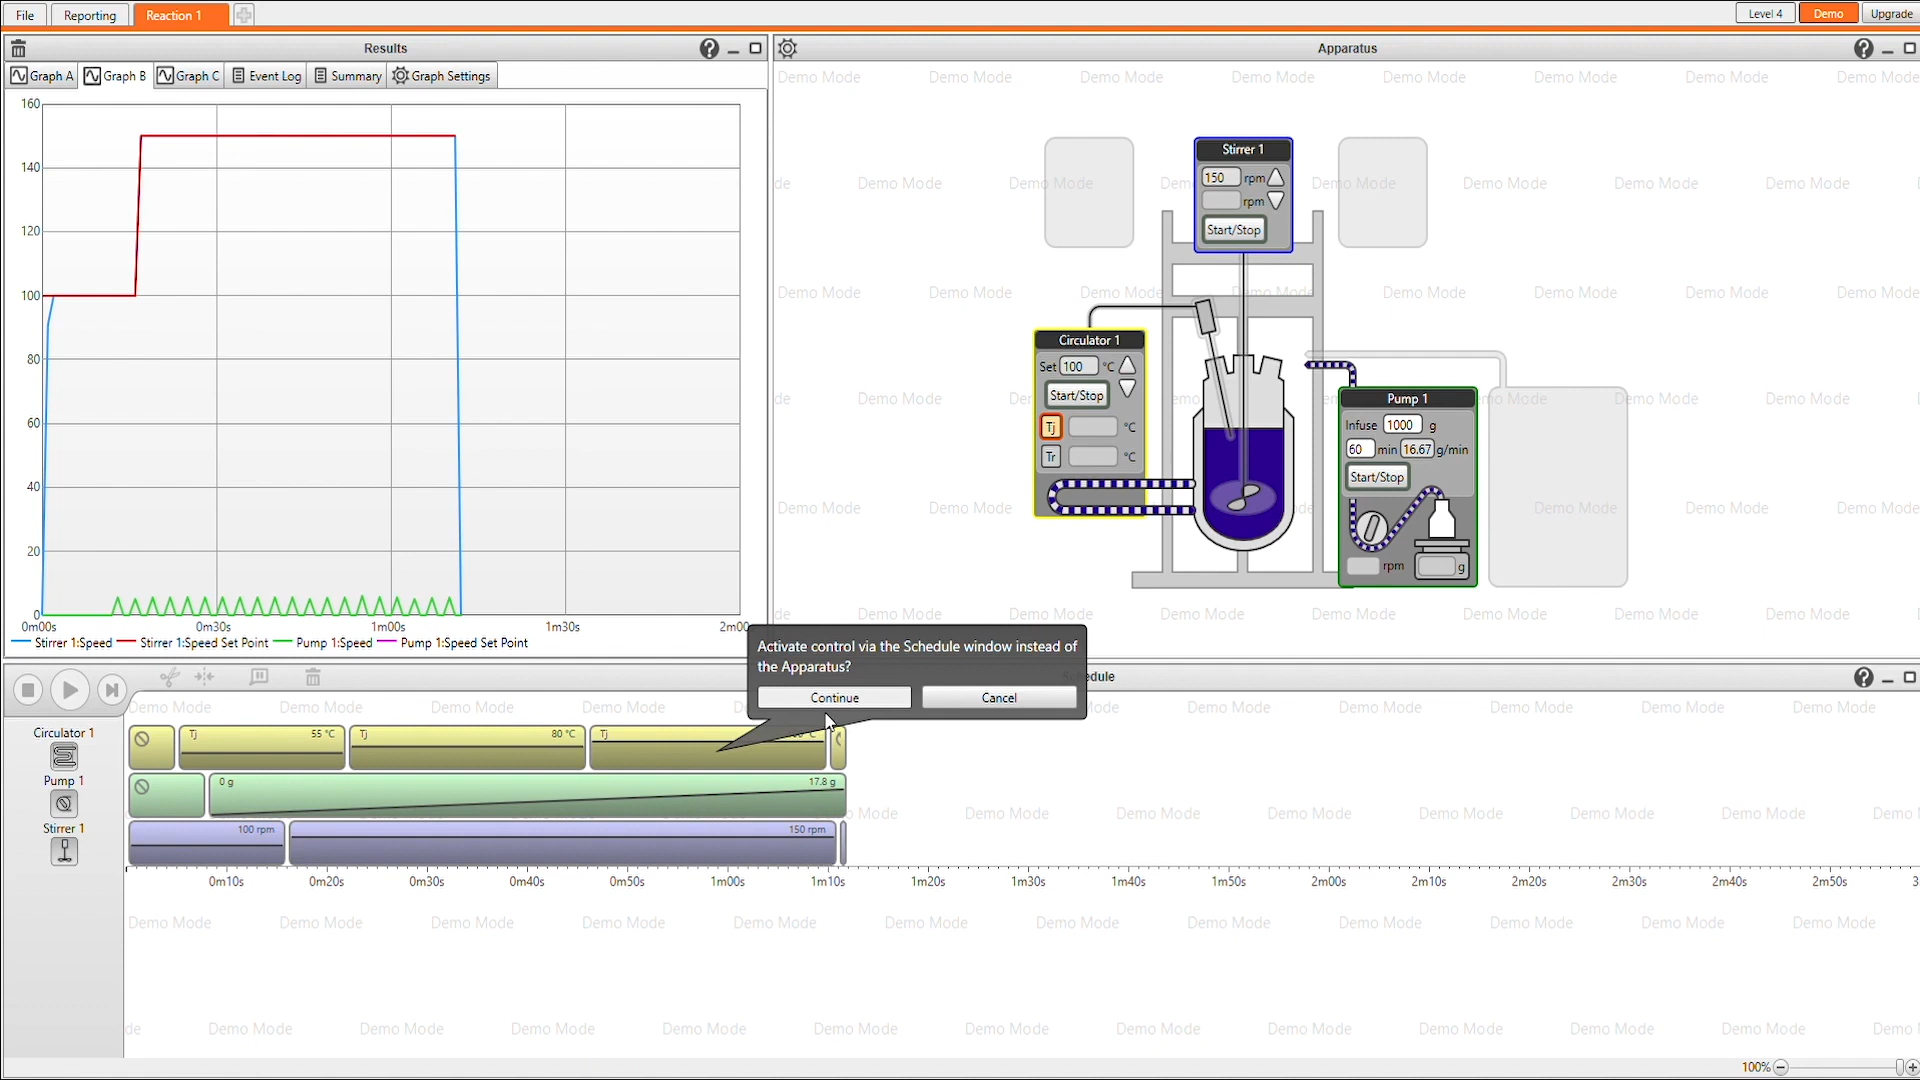 File
Reporting
Reaction 1
Level 4
Demo
Upgrade
Results
Apparatus
Graph A
Graph B
Graph C
Event Log
Summary
Graph Settings
160
140
120
100
80
60
40
20
0
0m00s
0m30s
1m00s
1m30s
2m00
Stirrer 1:Speed
Stirrer 1:Speed Set Point
Pump 1:Speed
Pump 1:Speed Set Point
Demo Mode
Stirrer 1
150 rpm
rpm
Start/Stop
Circulator 1
Set 100 °C
Start/Stop
Tj °C
Tr °C
Pump 1
Infuse 1000 g
60 min 16.67 g/min
Start/Stop
rpm
g
Activate control via the Schedule window instead of
the Apparatus?
Continue
Cancel
Circulator 1
Tj 55 °C
Tj 80 °C
Tj
Pump 1
0 g
17.8 g
Stirrer 1
100 rpm
150 rpm
0m10s
0m20s
0m30s
0m40s
0m50s
1m00s
1m10s
1m20s
1m30s
1m40s
1m50s
2m00s
2m10s
2m20s
2m30s
2m40s
2m50s
3
100%